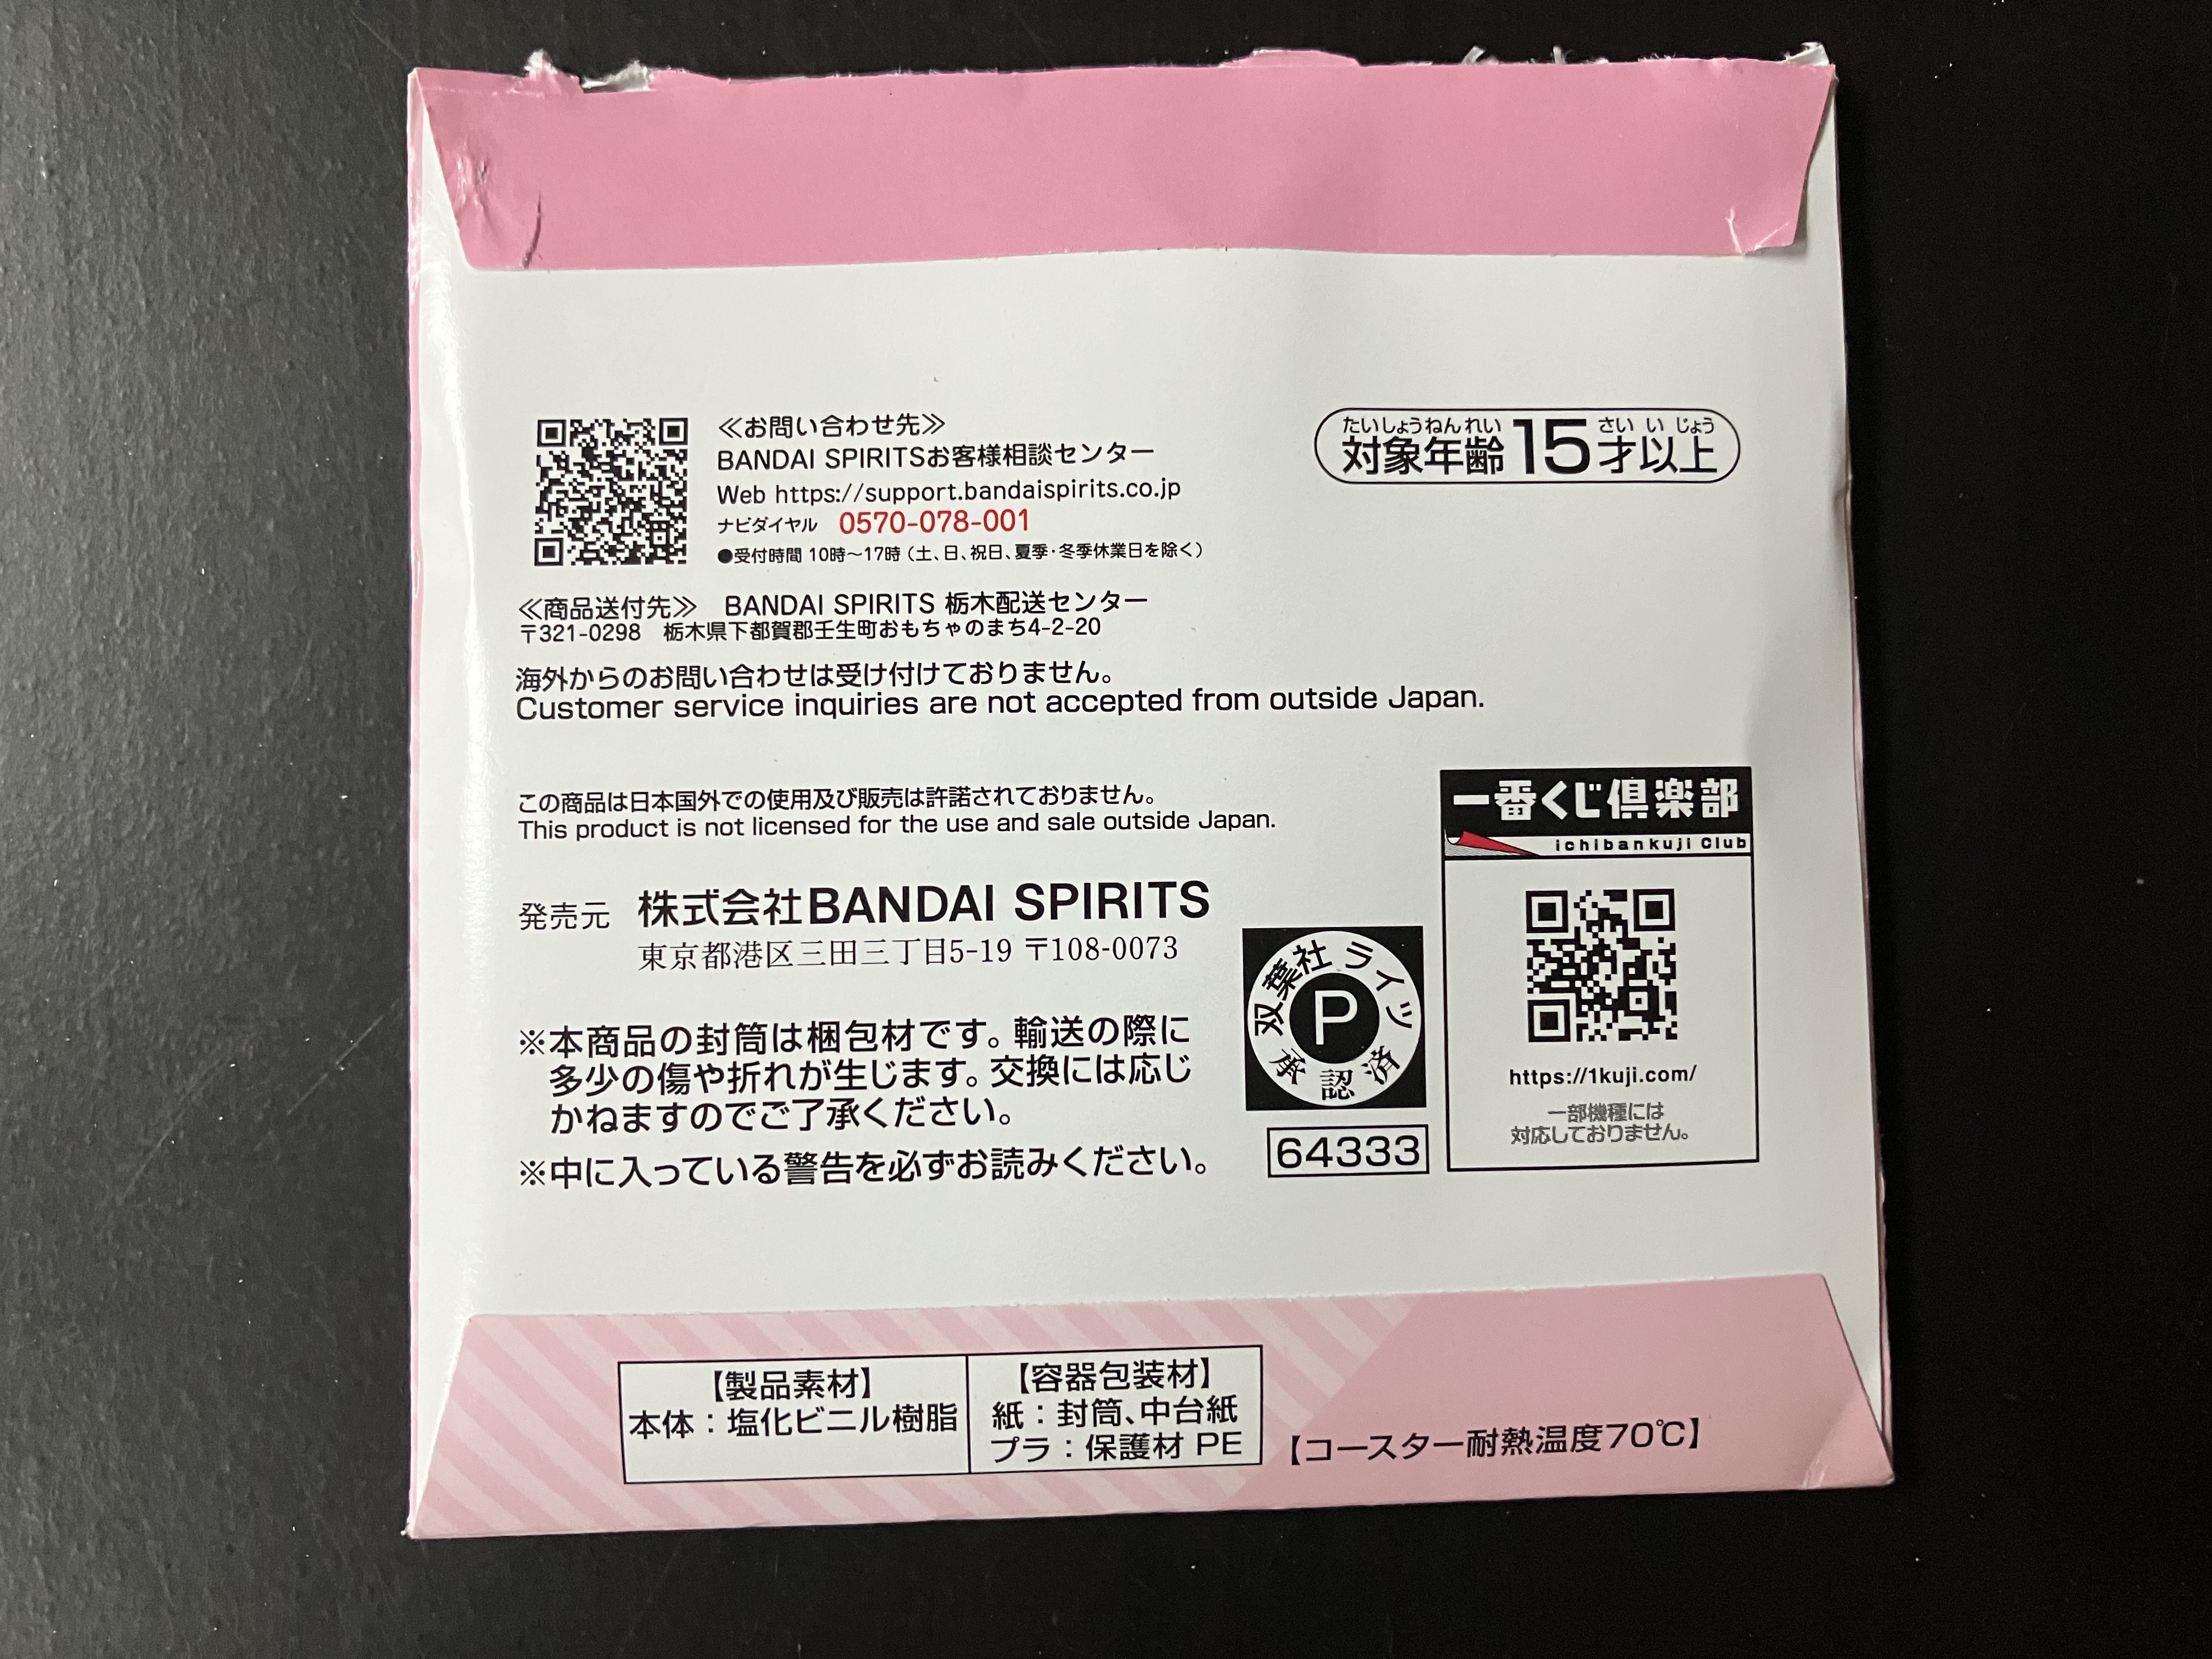 ≪お問い合わせ先≫
BANDAI SPIRITSお客様相談センター
Web https://support.bandaispirits.co.jp
ナビダイヤル 0570-078-001
●受付時間 10時～17時（土、日、祝日、夏季・冬季休業日を除く）
たいしょうねんれい さい い じょう
対象年齢15才以上
≪商品送付先≫ BANDAI SPIRITS 栃木配送センター
〒321-0298 栃木県下都賀郡壬生町おもちゃのまち4-2-20
海外からのお問い合わせは受け付けておりません。
Customer service inquiries are not accepted from outside Japan.
この商品は日本国外での使用及び販売は許諾されておりません。
This product is not licensed for the use and sale outside Japan.
発売元 株式会社BANDAI SPIRITS
東京都港区三田三丁目5-19 〒108-0073
※本商品の封筒は梱包材です。輸送の際に
多少の傷や折れが生じます。交換には応じ
かねますのでご了承ください。
※中に入っている警告を必ずお読みください。
双葉社 ライツ
P
承認済
64333
一番くじ倶楽部
ichibankuji Club
https://1kuji.com/
一部機種には
対応しておりません。
【製品素材】
本体：塩化ビニル樹脂
【容器包装材】
紙：封筒、中台紙
プラ：保護材 PE
【コースター耐熱温度70℃】